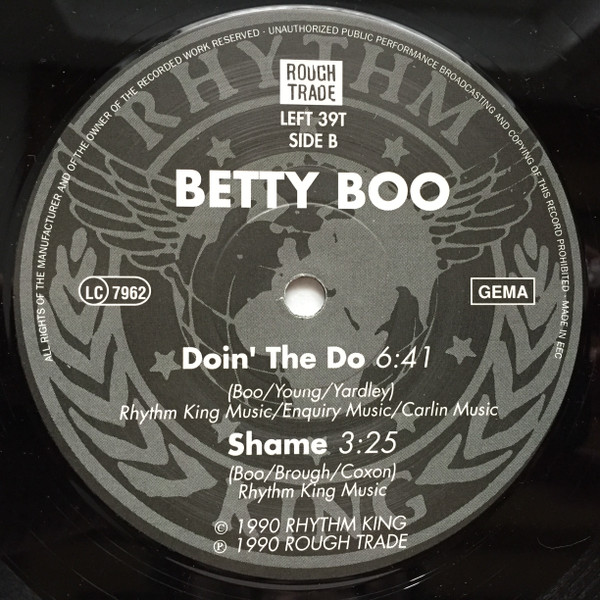 ALL RIGHTS OF THE MANUFACTURER AND OF THE OWNER OF THE RECORDED WORK RESERVED · UNAUTHORIZED PUBLIC PERFORMANCE BROADCASTING AND COPYING OF THIS RECORD PROHIBITED · MADE IN EEC
RHYTHM
ROUGH
TRADE
LEFT 39T
SIDE B
BETTY BOO
LC 7962
GEMA
Doin' The Do 6:41
(Boo/Young/Yardley)
Rhythm King Music/Enquiry Music/Carlin Music
Shame 3:25
(Boo/Brough/Coxon)
Rhythm King Music
KING
© 1990 RHYTHM KING
℗ 1990 ROUGH TRADE